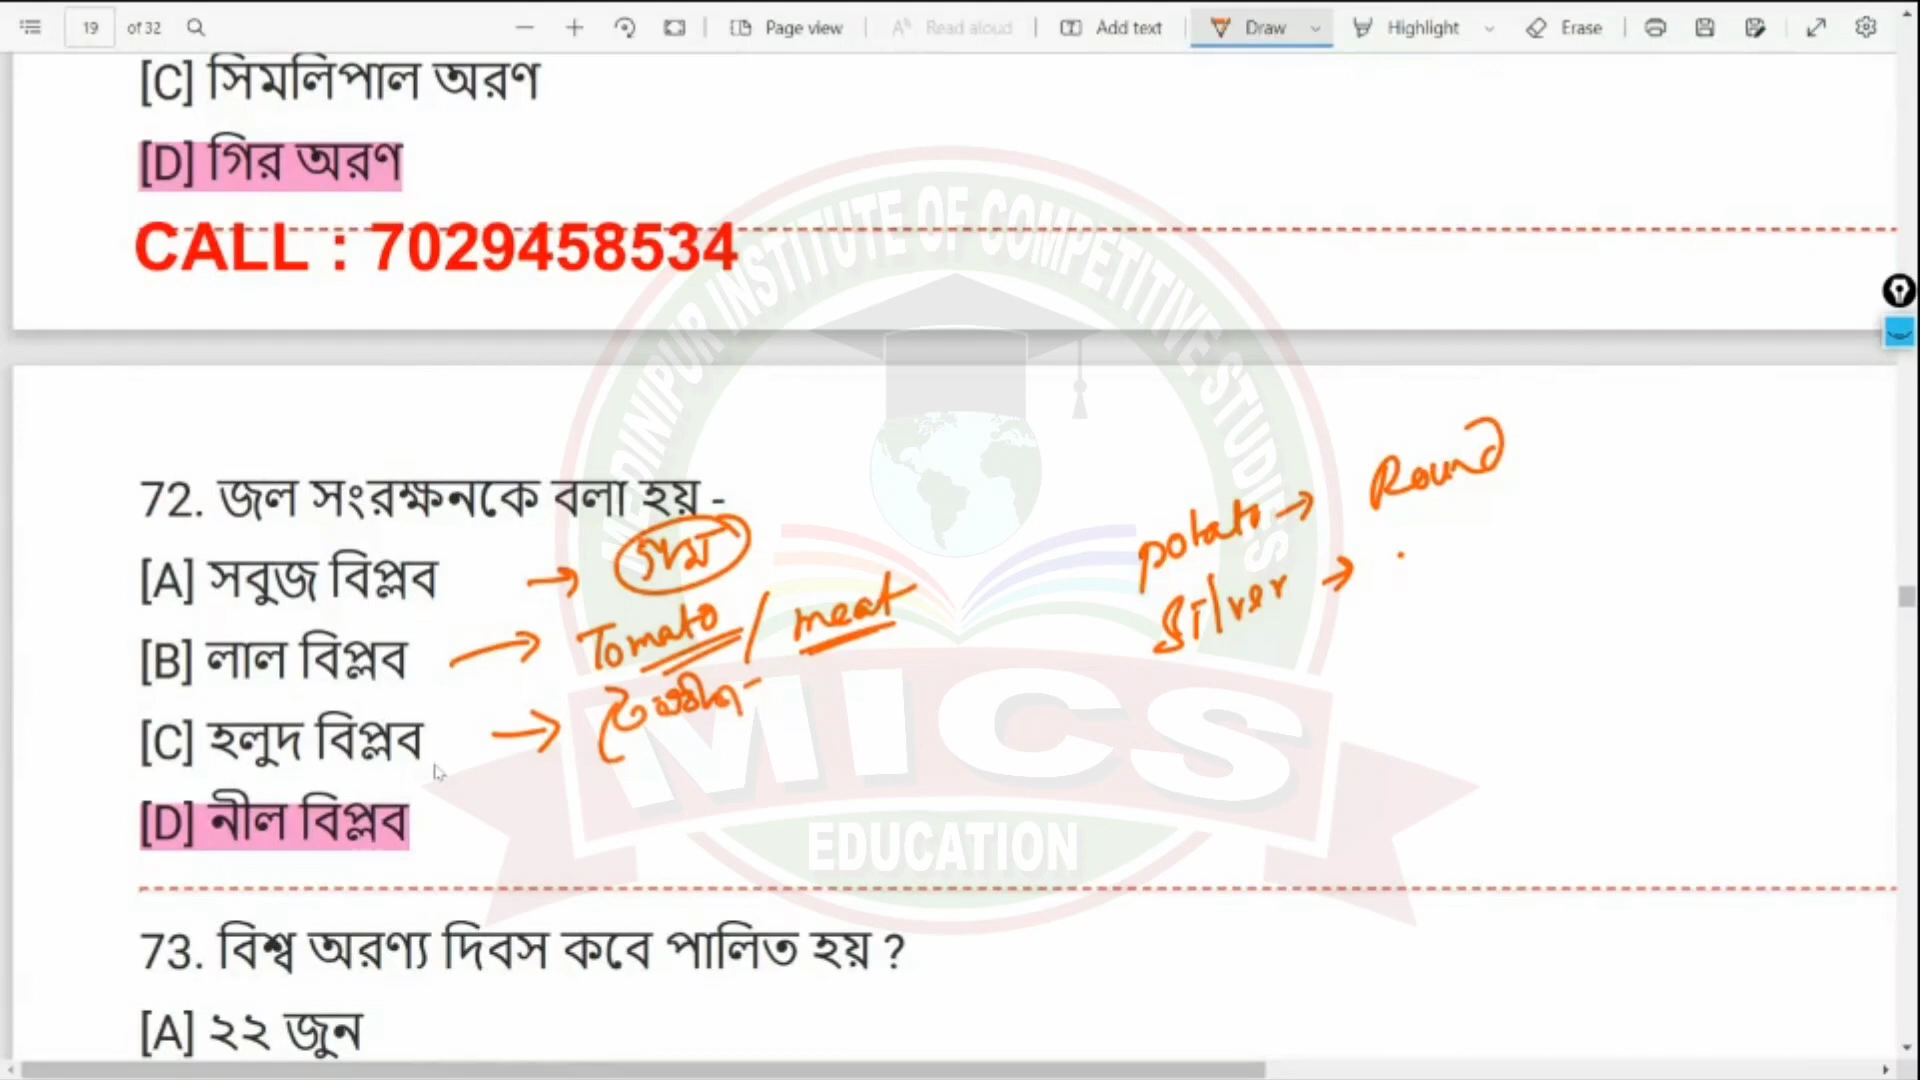 19 of 32 Page view Read aloud Add text Draw Highlight Erase
[C] সিমলিপাল অরণ
[D] গির অরণ
CALL : 7029458534
MEDINIPUR INSTITUTE OF COMPETITIVE STUDIES
72. জল সংরক্ষনকে বলা হয় -
[A] সবুজ বিপ্লব → গম
[B] লাল বিপ্লব → Tomato / meat
[C] হলুদ বিপ্লব →
[D] নীল বিপ্লব
potato → Round
Silver →
MICS
EDUCATION
73. বিশ্ব অরণ্য দিবস কবে পালিত হয় ?
[A] ২২ জুন